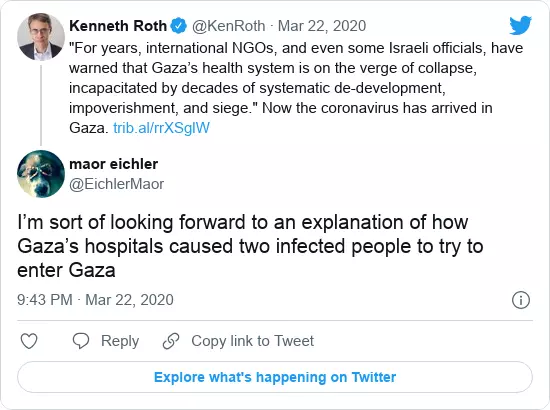 Kenneth Roth @KenRoth · Mar 22, 2020
"For years, international NGOs, and even some Israeli officials, have
warned that Gaza’s health system is on the verge of collapse,
incapacitated by decades of systematic de-development,
impoverishment, and siege." Now the coronavirus has arrived in
Gaza. trib.al/rrXSglW
maor eichler
@EichlerMaor
I’m sort of looking forward to an explanation of how
Gaza’s hospitals caused two infected people to try to
enter Gaza
9:43 PM · Mar 22, 2020
Reply Copy link to Tweet
Explore what's happening on Twitter